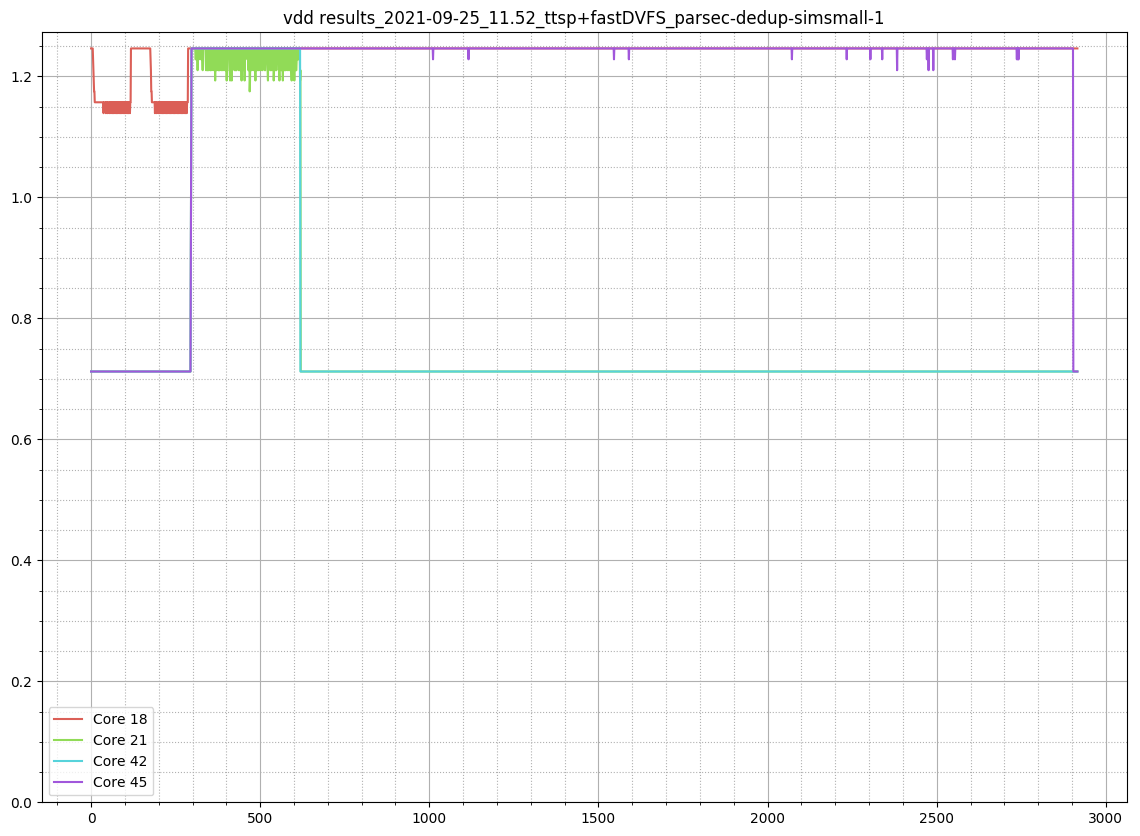 vdd results_2021-09-25_11.52_ttsp+fastDVFS_parsec-dedup-simsmall-1
1.2
1.0
0.8
0.6
0.4
0.2
0.0
Core 18
Core 21
Core 42
Core 45
0 500 1000 1500 2000 2500 3000